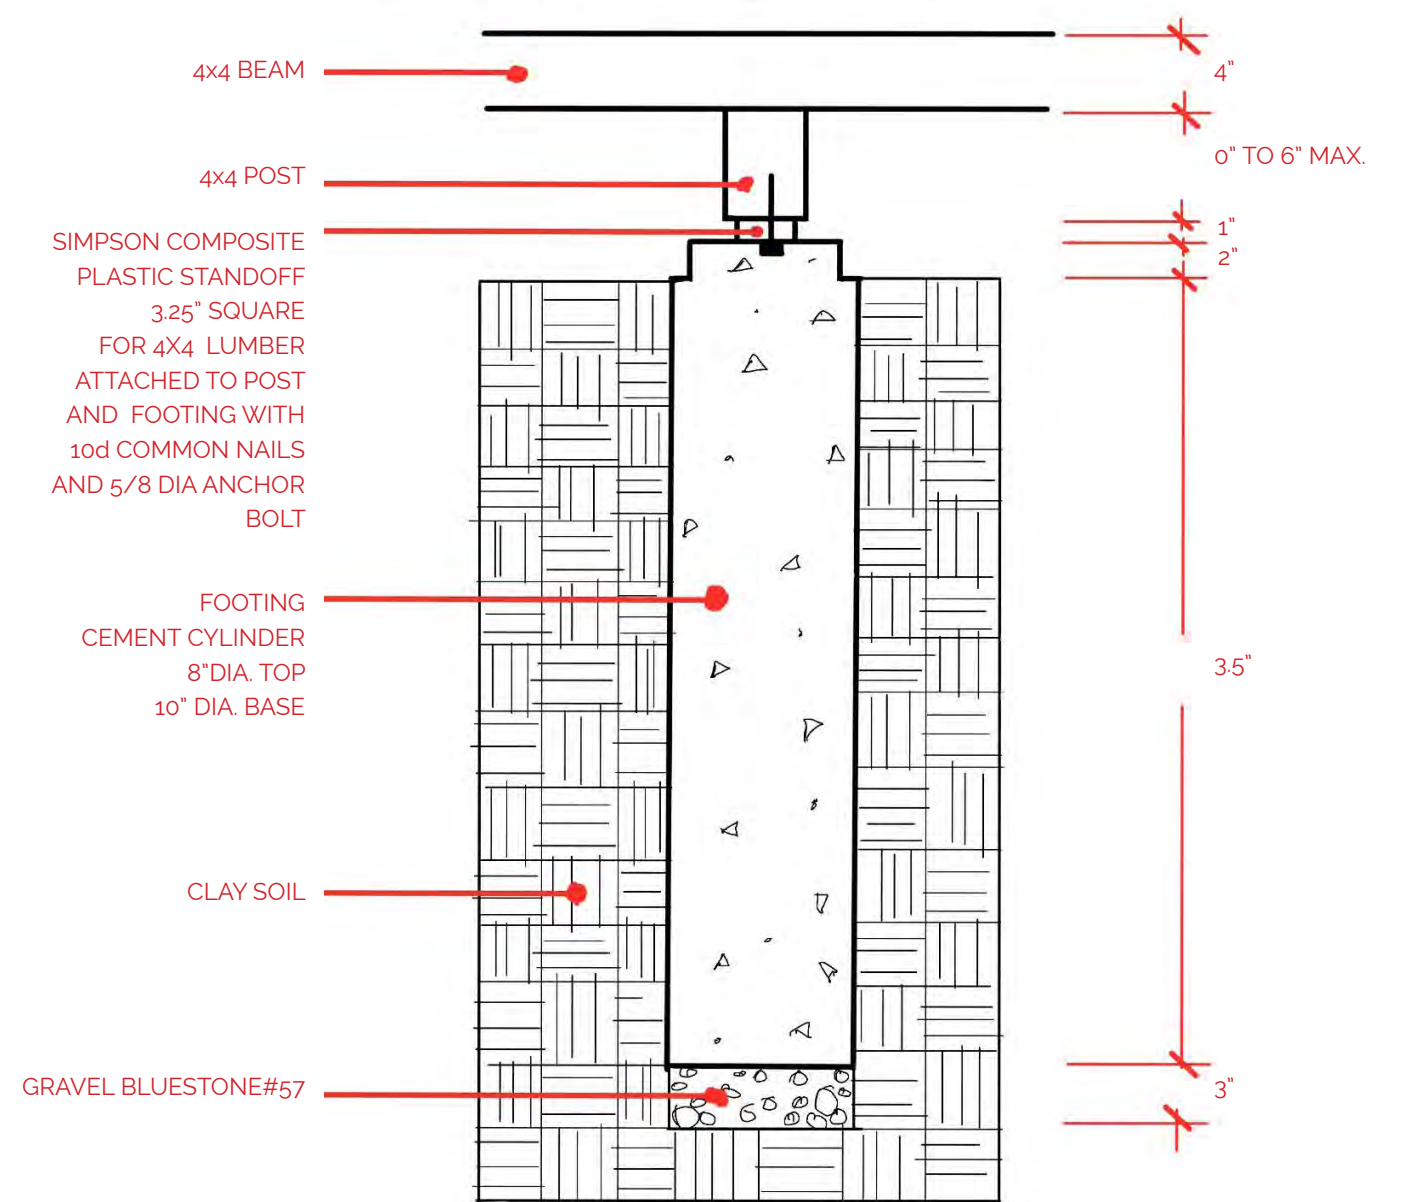 4x4 BEAM
4"
0" TO 6" MAX.
4x4 POST
1"
2"
SIMPSON COMPOSITE
PLASTIC STANDOFF
3.25" SQUARE
FOR 4X4 LUMBER
ATTACHED TO POST
AND FOOTING WITH
10d COMMON NAILS
AND 5/8 DIA ANCHOR
BOLT
FOOTING
CEMENT CYLINDER
8"DIA. TOP
10" DIA. BASE
3.5"
CLAY SOIL
GRAVEL BLUESTONE#57
3"